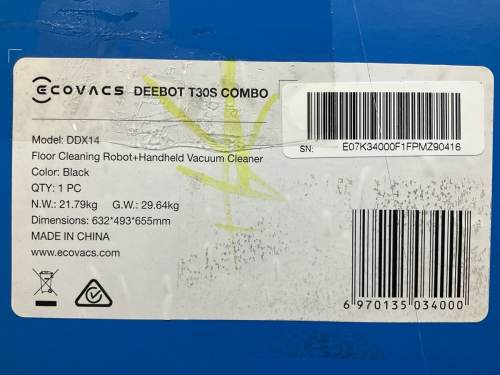 ECOVACS DEEBOT T30S COMBO
SN: E07K34000F1FPMZ90416
Model: DDX14
Floor Cleaning Robot+Handheld Vacuum Cleaner
Color: Black
QTY: 1 PC
N.W.: 21.79kg G.W.: 29.64kg
Dimensions: 632*493*655mm
MADE IN CHINA
www.ecovacs.com
6 970135 034000